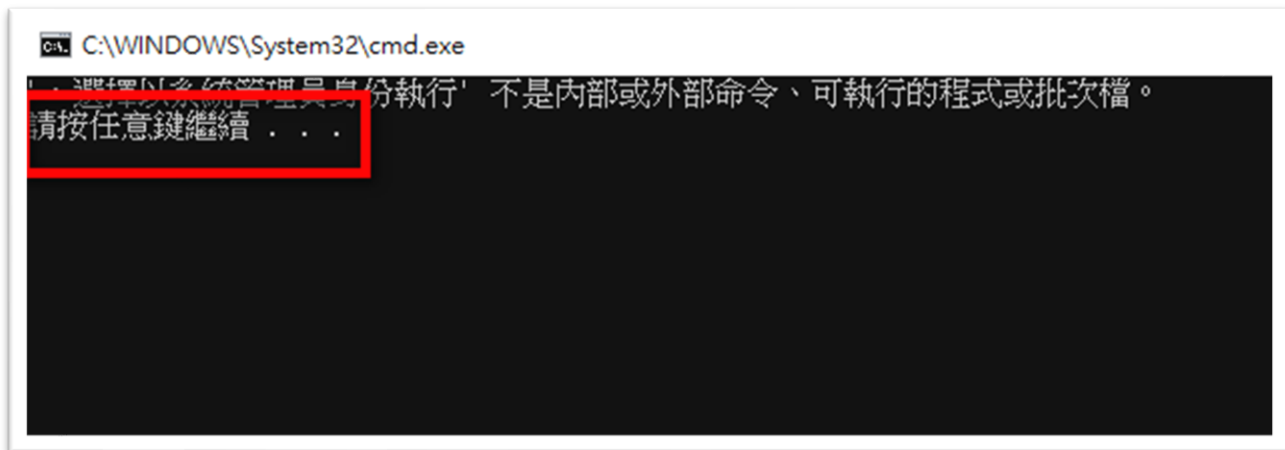 C:\WINDOWS\System32\cmd.exe
'，選擇以系統管理員身份執行' 不是內部或外部命令、可執行的程式或批次檔。
請按任意鍵繼續 . . .